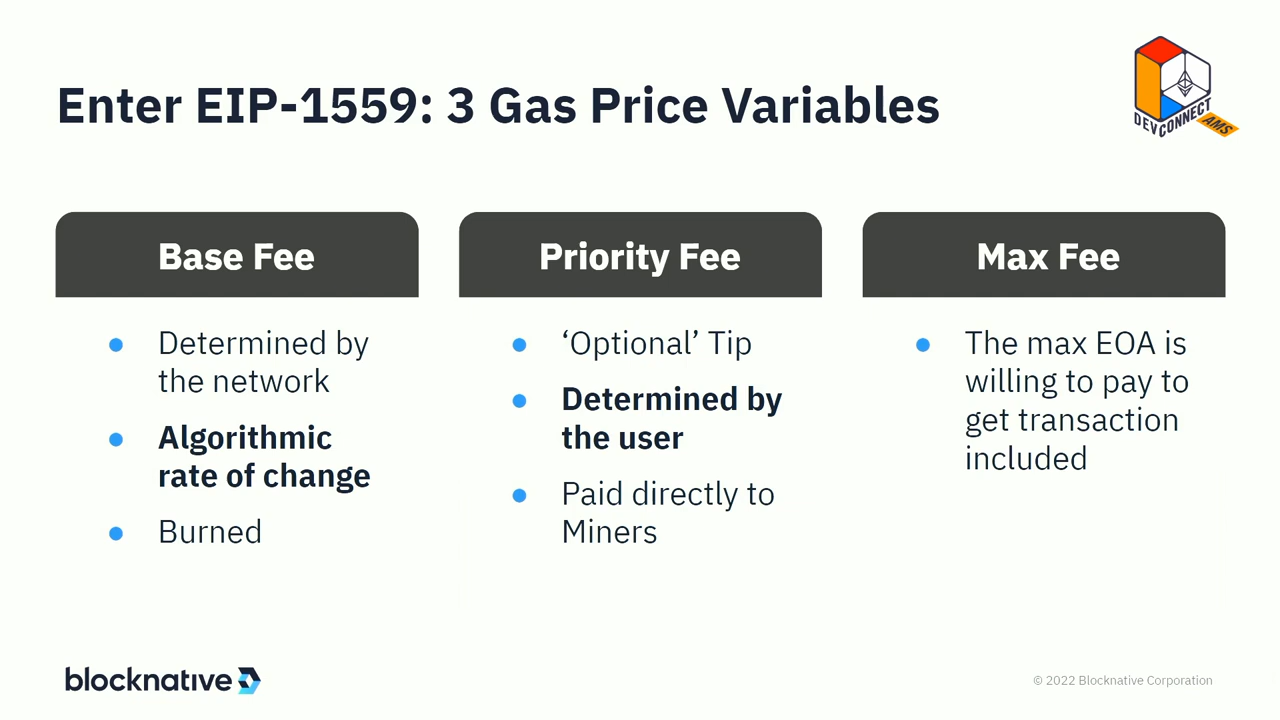 Enter EIP-1559: 3 Gas Price Variables
DEVCONNECT
AMS
Base Fee
Determined by
the network
Algorithmic
rate of change
Burned
Priority Fee
‘Optional’ Tip
Determined by
the user
Paid directly to
Miners
Max Fee
The max EOA is
willing to pay to
get transaction
included
blocknative
© 2022 Blocknative Corporation